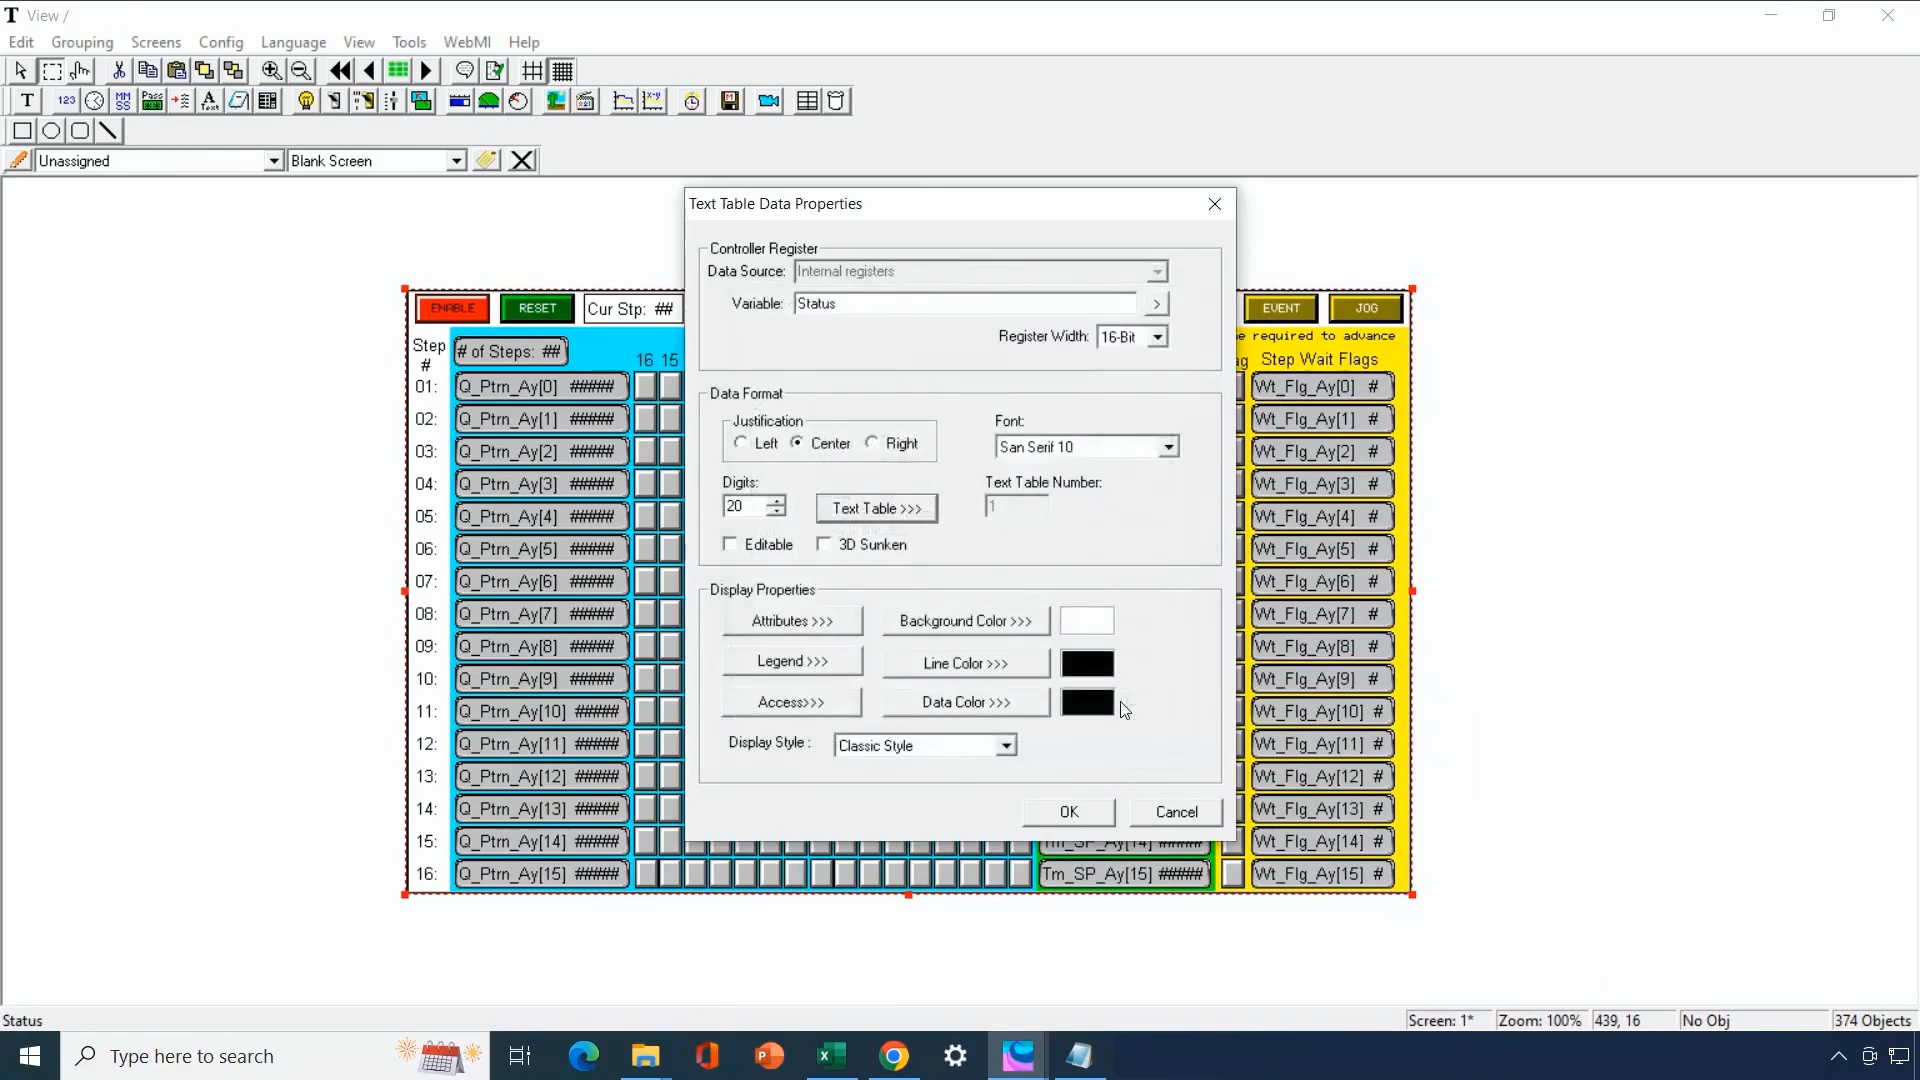 T View /
Edit Grouping Screens Config Language View Tools WebMI Help
T 123 MM SS Pass A Text X-Y
Unassigned Blank Screen
Text Table Data Properties
Controller Register
Data Source: Internal registers
Variable: Status >
Register Width: 16-Bit
Data Format
Justification
Left Center Right
Font:
San Serif 10
Digits:
20
Text Table >>>
Text Table Number:
1
Editable 3D Sunken
Display Properties
Attributes >>> Background Color >>>
Legend >>> Line Color >>>
Access>>> Data Color >>>
Display Style : Classic Style
OK Cancel
ENABLE RESET Cur Stp: ## EVENT JOG
Step # # of Steps: ## 16 15
e required to advance
ag Step Wait Flags
01: Q_Ptrn_Ay[0] ##### Wt_Flg_Ay[0] #
02: Q_Ptrn_Ay[1] ##### Wt_Flg_Ay[1] #
03: Q_Ptrn_Ay[2] ##### Wt_Flg_Ay[2] #
04: Q_Ptrn_Ay[3] ##### Wt_Flg_Ay[3] #
05: Q_Ptrn_Ay[4] ##### Wt_Flg_Ay[4] #
06: Q_Ptrn_Ay[5] ##### Wt_Flg_Ay[5] #
07: Q_Ptrn_Ay[6] ##### Wt_Flg_Ay[6] #
08: Q_Ptrn_Ay[7] ##### Wt_Flg_Ay[7] #
09: Q_Ptrn_Ay[8] ##### Wt_Flg_Ay[8] #
10: Q_Ptrn_Ay[9] ##### Wt_Flg_Ay[9] #
11: Q_Ptrn_Ay[10] ##### Wt_Flg_Ay[10] #
12: Q_Ptrn_Ay[11] ##### Wt_Flg_Ay[11] #
13: Q_Ptrn_Ay[12] ##### Wt_Flg_Ay[12] #
14: Q_Ptrn_Ay[13] ##### Wt_Flg_Ay[13] #
15: Q_Ptrn_Ay[14] ##### Tm_SP_Ay[14] ##### Wt_Flg_Ay[14] #
16: Q_Ptrn_Ay[15] ##### Tm_SP_Ay[15] ##### Wt_Flg_Ay[15] #
Status Screen: 1* Zoom: 100% 439, 16 No Obj 374 Objects
Type here to search